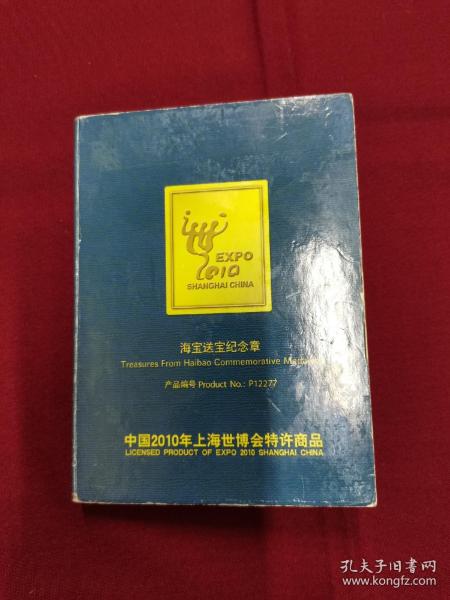 EXPO
2010
SHANGHAI CHINA
海宝送宝纪念章
Treasures From Haibao Commemorative
产品编号 Product No.: P12277
中国2010年上海世博会特许商品
LICENSED PRODUCT OF EXPO 2010 SHANGHAI CHINA
孔夫子旧书网
www.kongfz.com